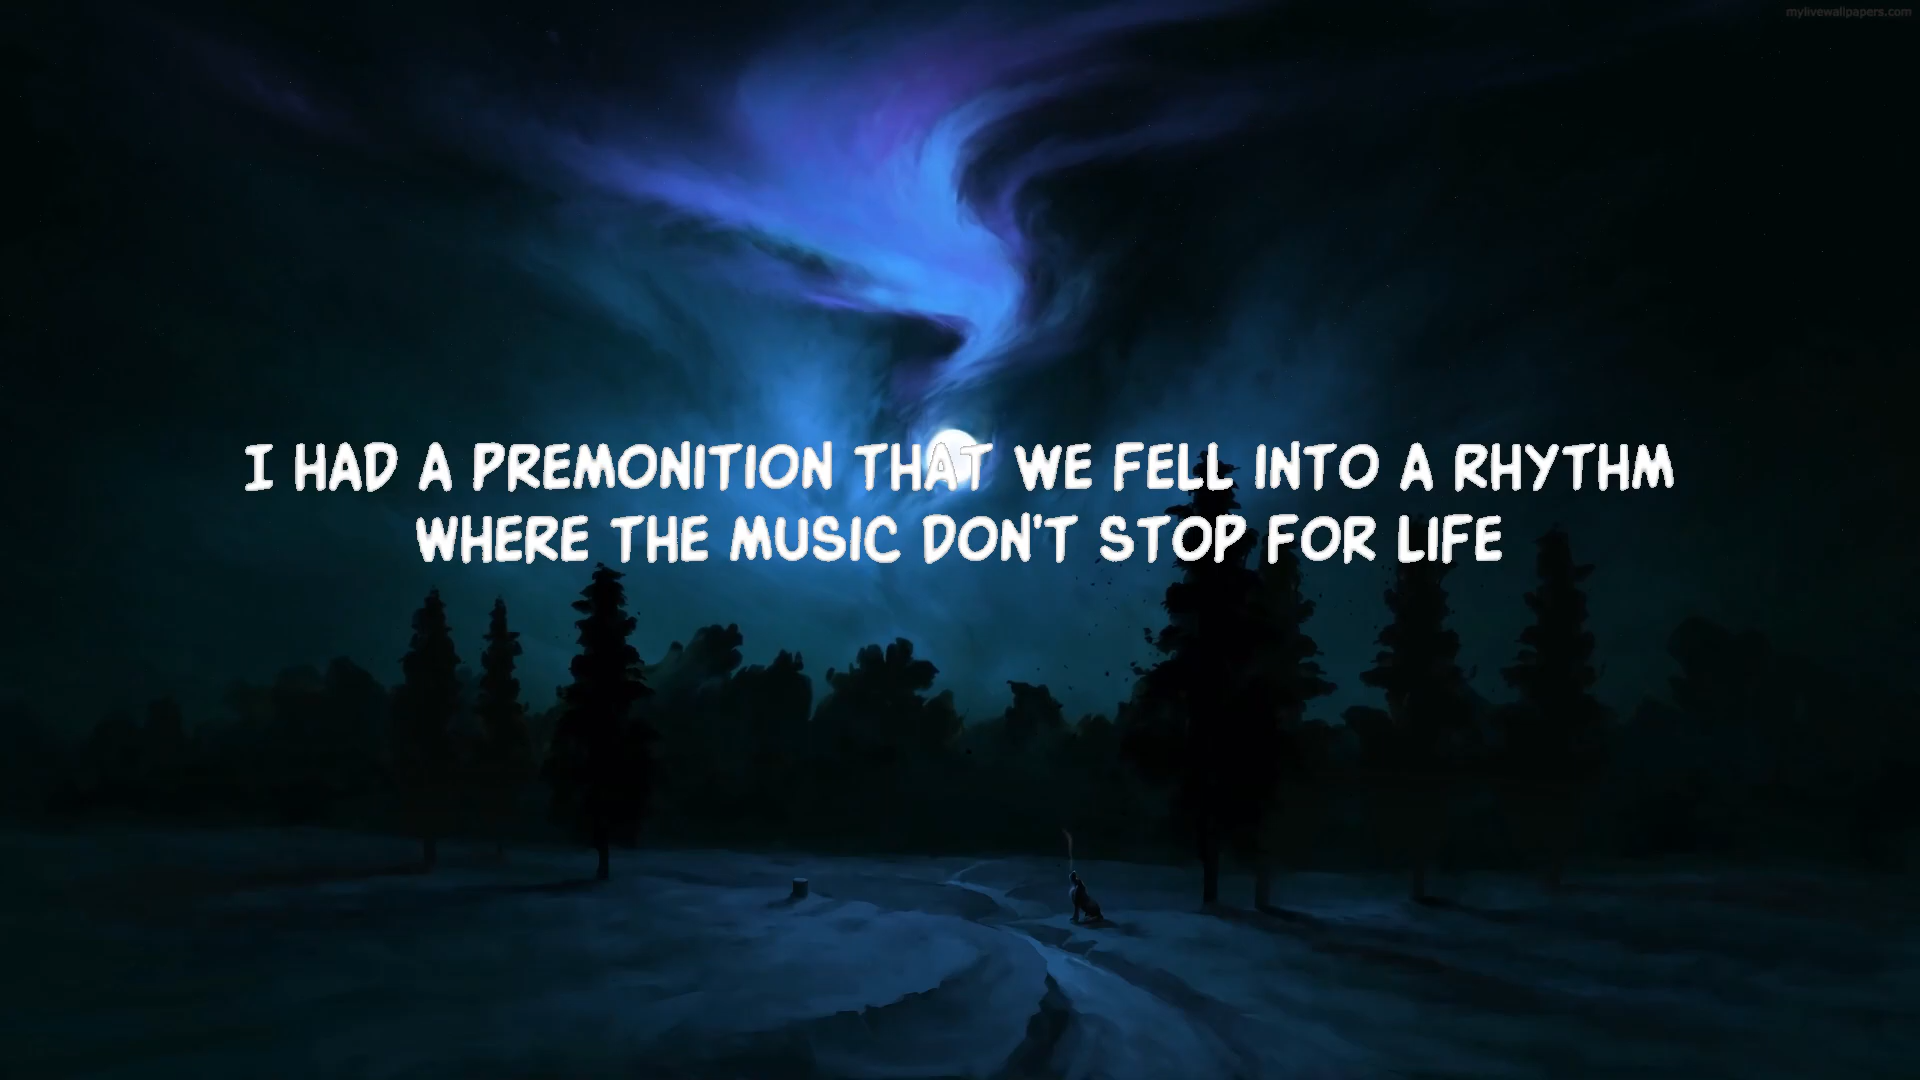 mylivewallpapers.com
I HAD A PREMONITION THAT WE FELL INTO A RHYTHM
WHERE THE MUSIC DON'T STOP FOR LIFE